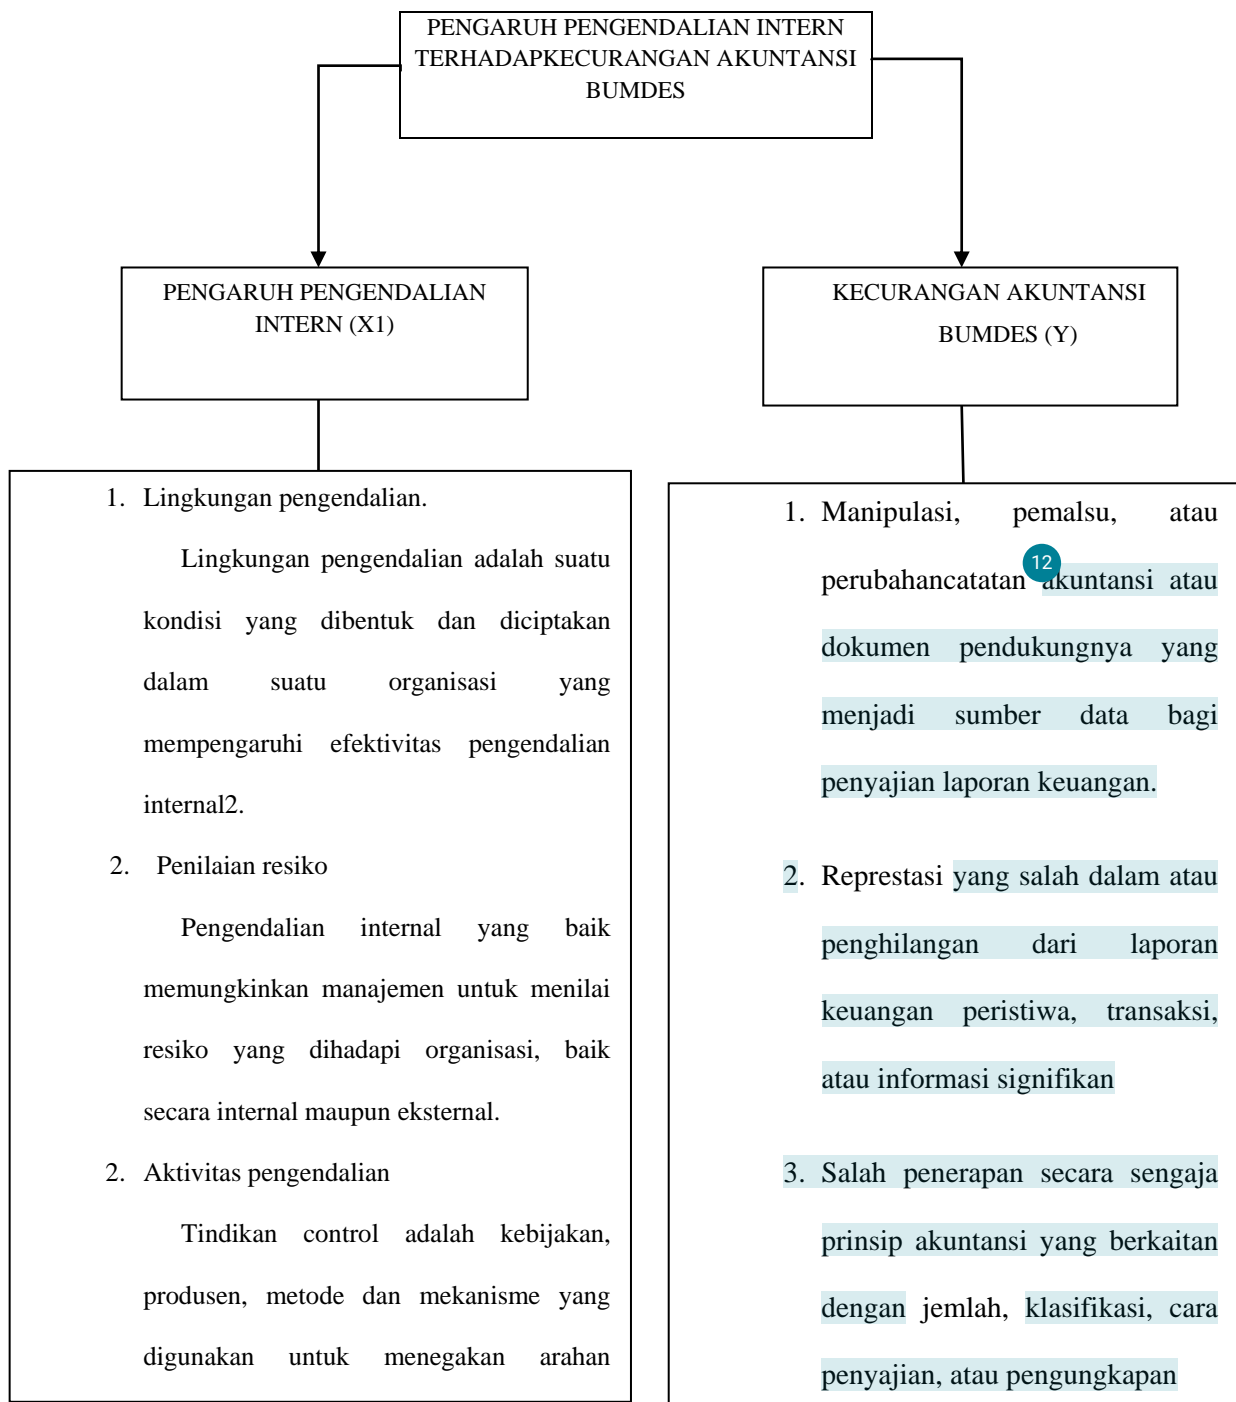 PENGARUH PENGENDALIAN INTERN
TERHADAPKECURANGAN AKUNTANSI
BUMDES
PENGARUH PENGENDALIAN
INTERN (X1)
KECURANGAN AKUNTANSI
BUMDES (Y)
1. Lingkungan pengendalian.
Lingkungan pengendalian adalah suatu
kondisi yang dibentuk dan diciptakan
dalam suatu organisasi yang
mempengaruhi efektivitas pengendalian
internal2.
2. Penilaian resiko
Pengendalian internal yang baik
memungkinkan manajemen untuk menilai
resiko yang dihadapi organisasi, baik
secara internal maupun eksternal.
2. Aktivitas pengendalian
Tindikan control adalah kebijakan,
produsen, metode dan mekanisme yang
digunakan untuk menegakan arahan
1. Manipulasi, pemalsu, atau
12
perubahancatatan akuntansi atau
dokumen pendukungnya yang
menjadi sumber data bagi
penyajian laporan keuangan.
2. Represtasi yang salah dalam atau
penghilangan dari laporan
keuangan peristiwa, transaksi,
atau informasi signifikan
3. Salah penerapan secara sengaja
prinsip akuntansi yang berkaitan
dengan jemlah, klasifikasi, cara
penyajian, atau pengungkapan